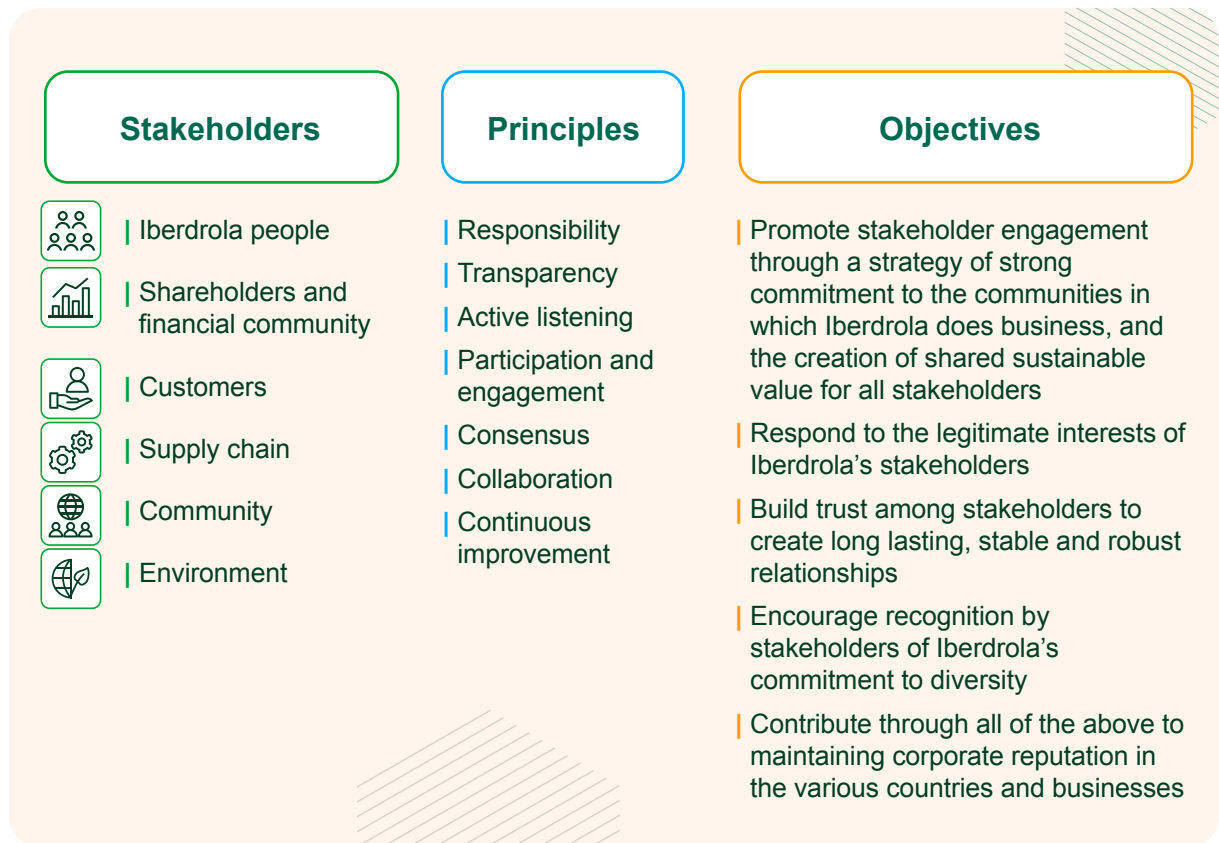 Stakeholders
Iberdrola people
Shareholders and
financial community
Customers
Supply chain
Community
Environment
Principles
Responsibility
Transparency
Active listening
Participation and
engagement
Consensus
Collaboration
Continuous
improvement
Objectives
Promote stakeholder engagement
through a strategy of strong
commitment to the communities in
which Iberdrola does business, and
the creation of shared sustainable
value for all stakeholders
Respond to the legitimate interests of
Iberdrola’s stakeholders
Build trust among stakeholders to
create long lasting, stable and robust
relationships
Encourage recognition by
stakeholders of Iberdrola’s
commitment to diversity
Contribute through all of the above to
maintaining corporate reputation in
the various countries and businesses